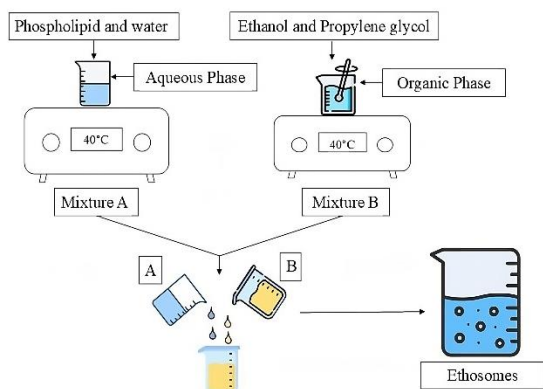 Phospholipid and water
Ethanol and Propylene glycol
Aqueous Phase
Organic Phase
40°C
40°C
Mixture A
Mixture B
A
B
Ethosomes